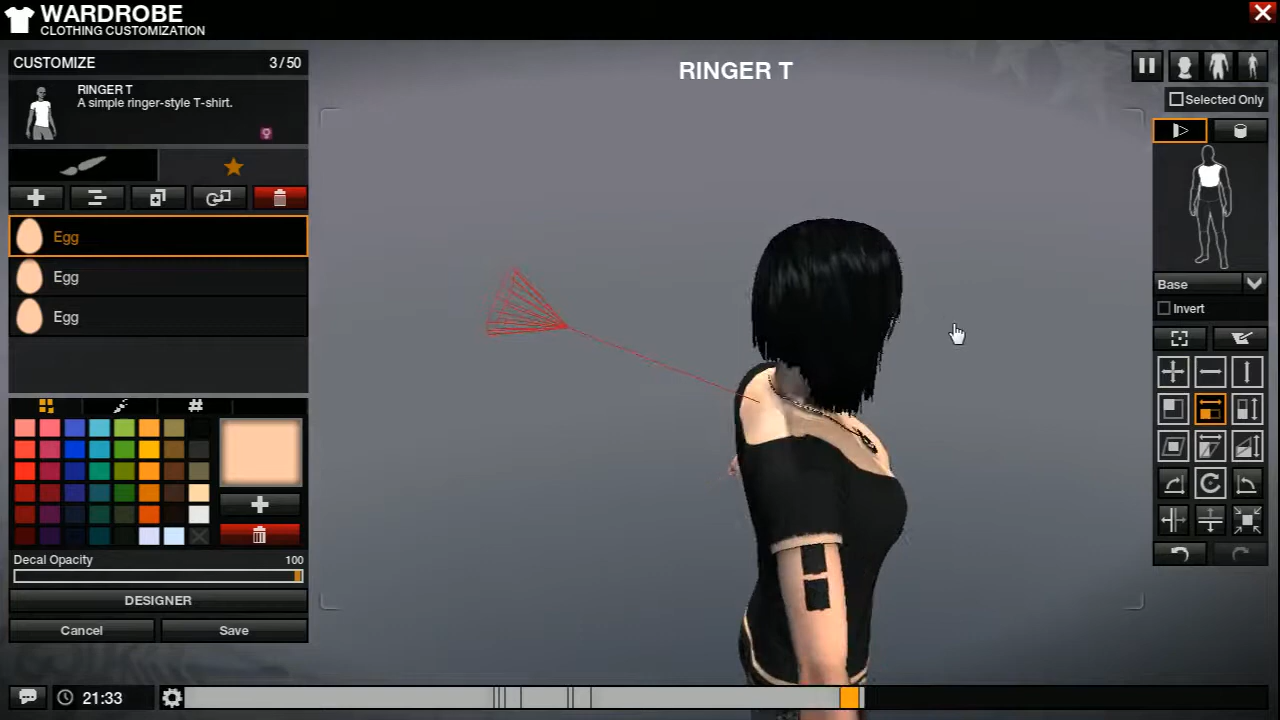 WARDROBE
CLOTHING CUSTOMIZATION
CUSTOMIZE 3/50
RINGER T
A simple ringer-style T-shirt.
RINGER T
Selected Only
Egg
Egg
Egg
Base
Invert
#
Decal Opacity 100
DESIGNER
Cancel Save
21:33